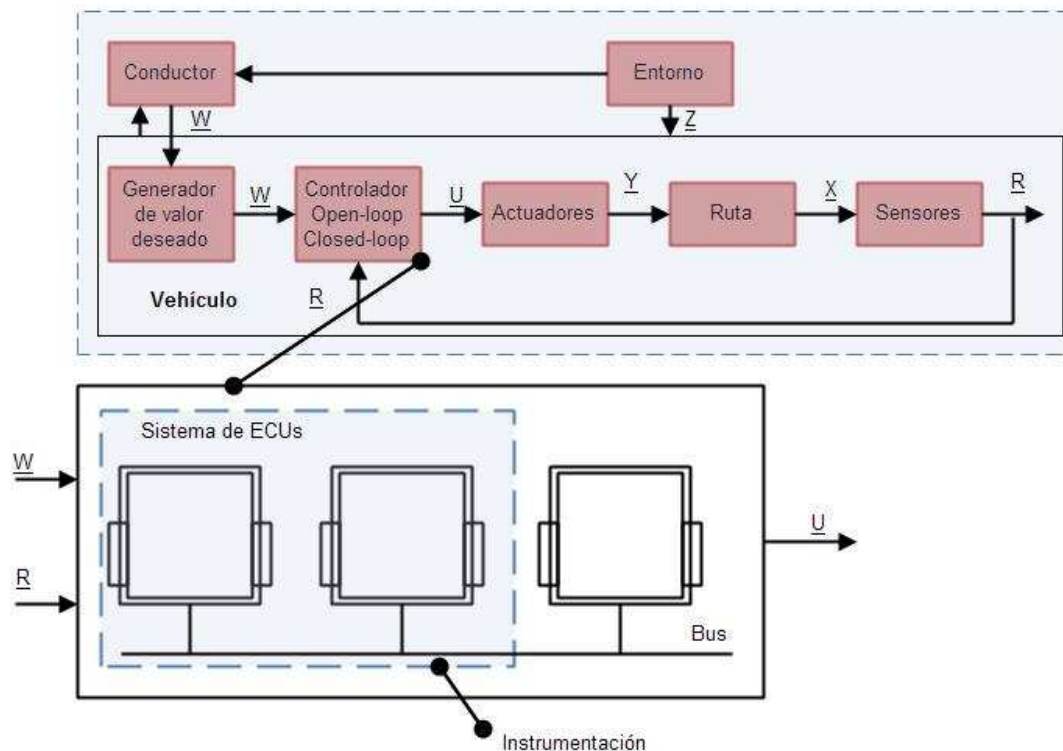 Conductor
Entorno
W
Z
Generador
de valor
deseado
W
Controlador
Open-loop
Closed-loop
U
Actuadores
Y
Ruta
X
Sensores
R
Vehículo
R
Sistema de ECUs
W
R
U
Bus
Instrumentación